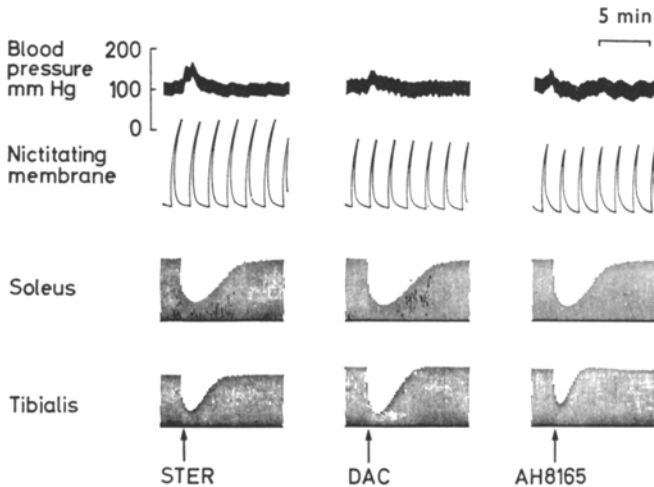 5 min
Blood
pressure
mm Hg
200
100
0
Nictitating
membrane
Soleus
Tibialis
STER
DAC
AH8165